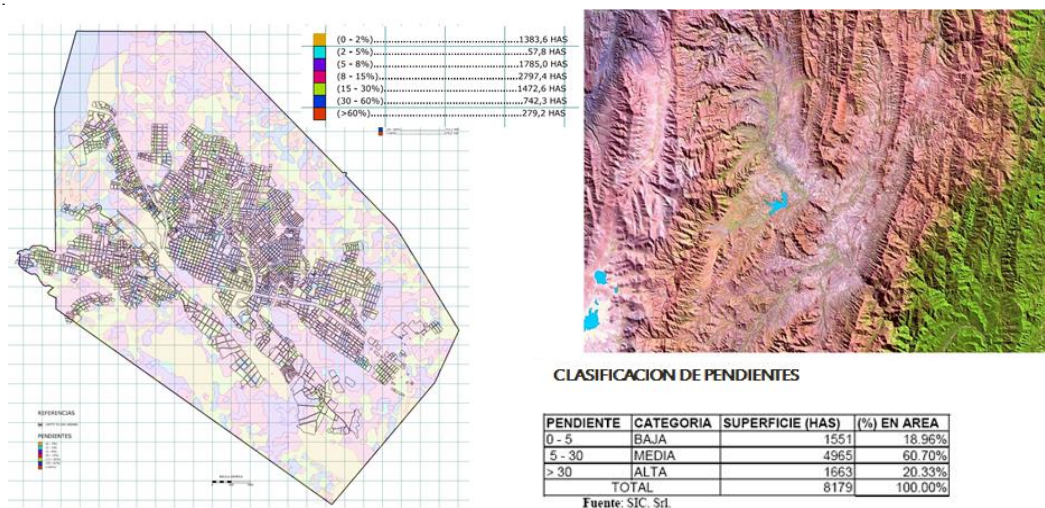 (0 - 2%)..................................1383,6 HAS
(2 - 5%)......................................57,8 HAS
(5 - 8%)..................................1785,0 HAS
(8 - 15%)................................2797,4 HAS
(15 - 30%)..............................1472,6 HAS
(30 - 60%)................................742,3 HAS
(>60%).....................................279,2 HAS
REFERENCIAS
PENDIENTES
CLASIFICACION DE PENDIENTES
PENDIENTE CATEGORIA SUPERFICIE (HAS) (%) EN AREA
0 - 5 BAJA 1551 18.96%
5 - 30 MEDIA 4965 60.70%
> 30 ALTA 1663 20.33%
TOTAL 8179 100.00%
Fuente: SIC. Srl.